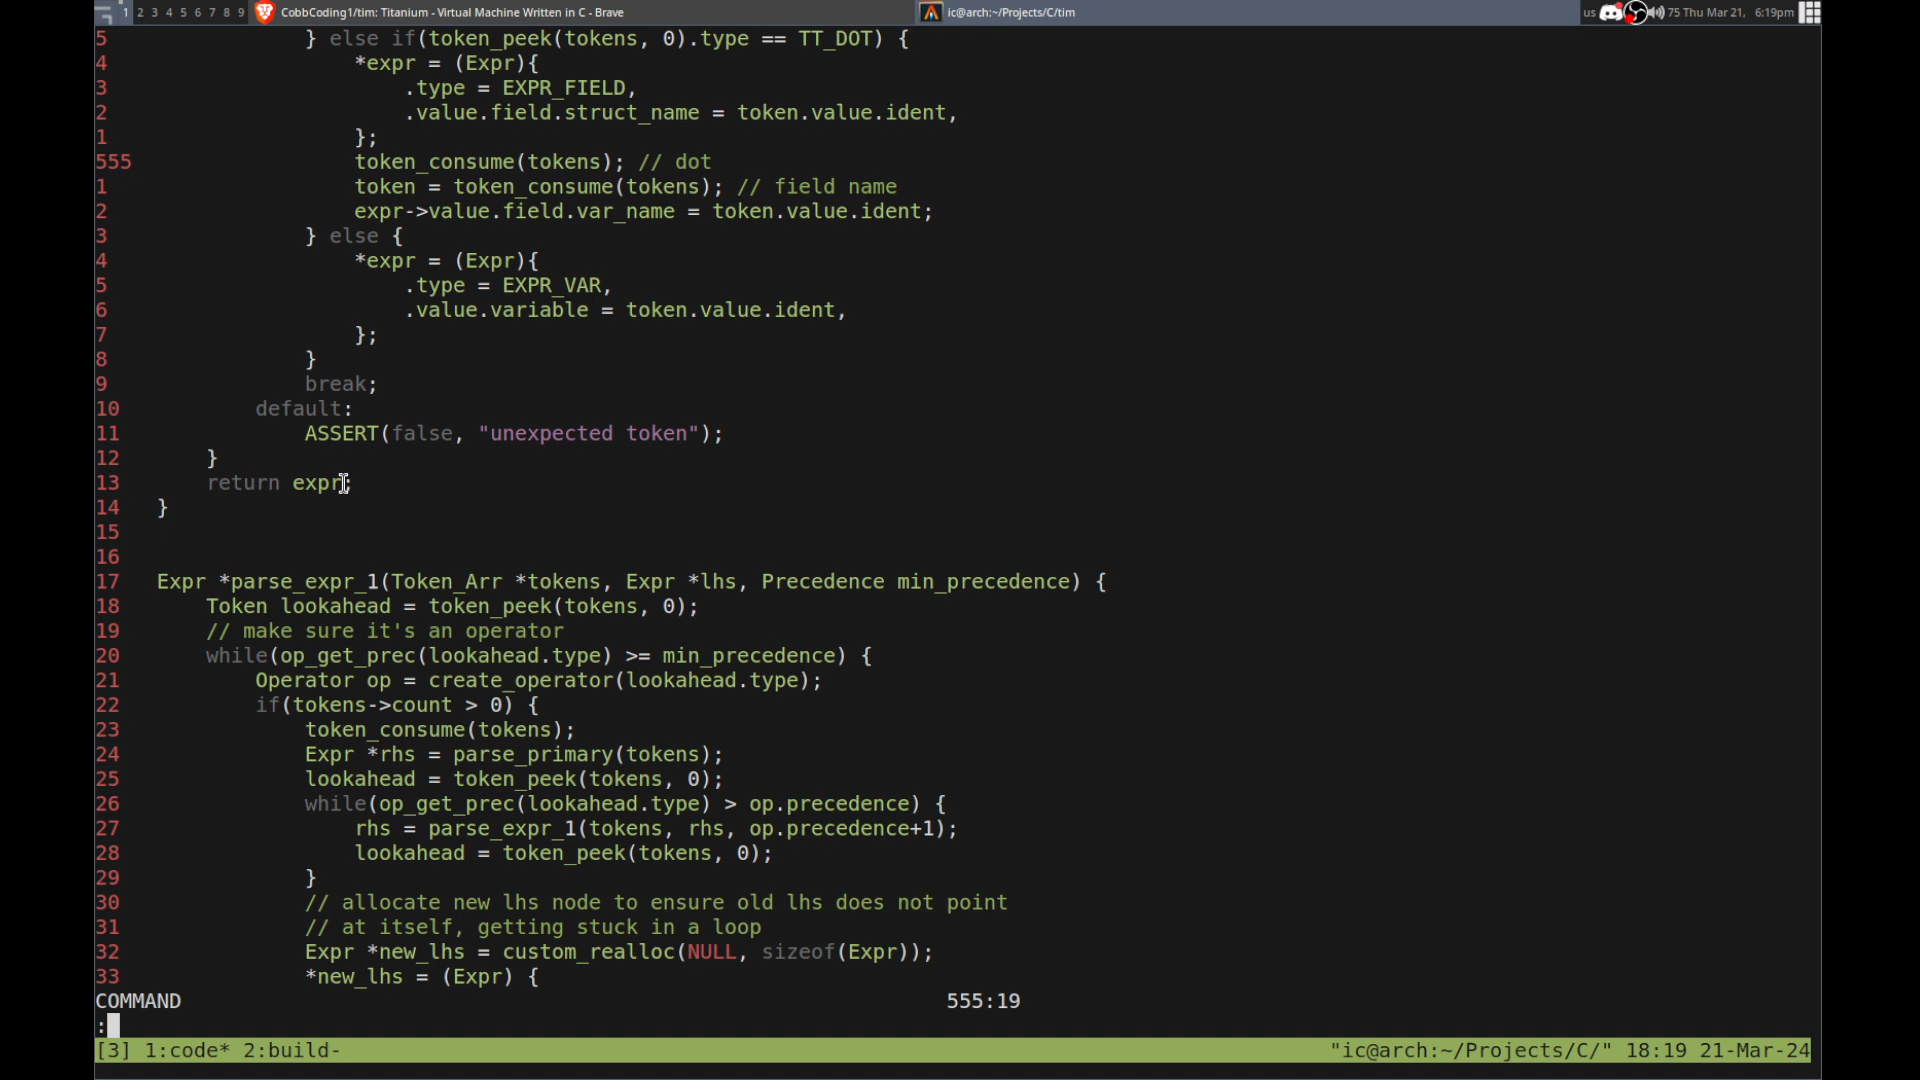 1 2 3 4 5 6 7 8 9 CobbCoding1/tim: Titanium - Virtual Machine Written in C - Brave ic@arch:~/Projects/C/tim us 75 Thu Mar 21, 6:19pm
5 } else if(token_peek(tokens, 0).type == TT_DOT) {
4 *expr = (Expr){
3 .type = EXPR_FIELD,
2 .value.field.struct_name = token.value.ident,
1 };
555 token_consume(tokens); // dot
1 token = token_consume(tokens); // field name
2 expr->value.field.var_name = token.value.ident;
3 } else {
4 *expr = (Expr){
5 .type = EXPR_VAR,
6 .value.variable = token.value.ident,
7 };
8 }
9 break;
10 default:
11 ASSERT(false, "unexpected token");
12 }
13 return expr;
14 }
15
16
17 Expr *parse_expr_1(Token_Arr *tokens, Expr *lhs, Precedence min_precedence) {
18 Token lookahead = token_peek(tokens, 0);
19 // make sure it's an operator
20 while(op_get_prec(lookahead.type) >= min_precedence) {
21 Operator op = create_operator(lookahead.type);
22 if(tokens->count > 0) {
23 token_consume(tokens);
24 Expr *rhs = parse_primary(tokens);
25 lookahead = token_peek(tokens, 0);
26 while(op_get_prec(lookahead.type) > op.precedence) {
27 rhs = parse_expr_1(tokens, rhs, op.precedence+1);
28 lookahead = token_peek(tokens, 0);
29 }
30 // allocate new lhs node to ensure old lhs does not point
31 // at itself, getting stuck in a loop
32 Expr *new_lhs = custom_realloc(NULL, sizeof(Expr));
33 *new_lhs = (Expr) {
COMMAND 555:19
:
[3] 1:code* 2:build- "ic@arch:~/Projects/C/" 18:19 21-Mar-24